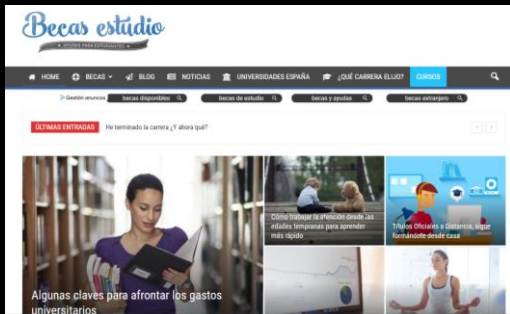 Becas estudio
AYUDAS PARA ESTUDIANTES
HOME BECAS BLOG NOTICIAS UNIVERSIDADES ESPAÑA ¿QUÉ CARRERA ELIJO? CURSOS
Gestión anuncios becas disponibles becas de estudio becas y ayudas becas extranjero
ÚLTIMAS ENTRADAS He terminado la carrera ¿Y ahora qué?
Cómo trabajar la atención desde las
edades tempranas para aprender
más rápido
Títulos Oficiales a Distancia, sigue
formándote desde casa
Algunas claves para afrontar los gastos
universitarios